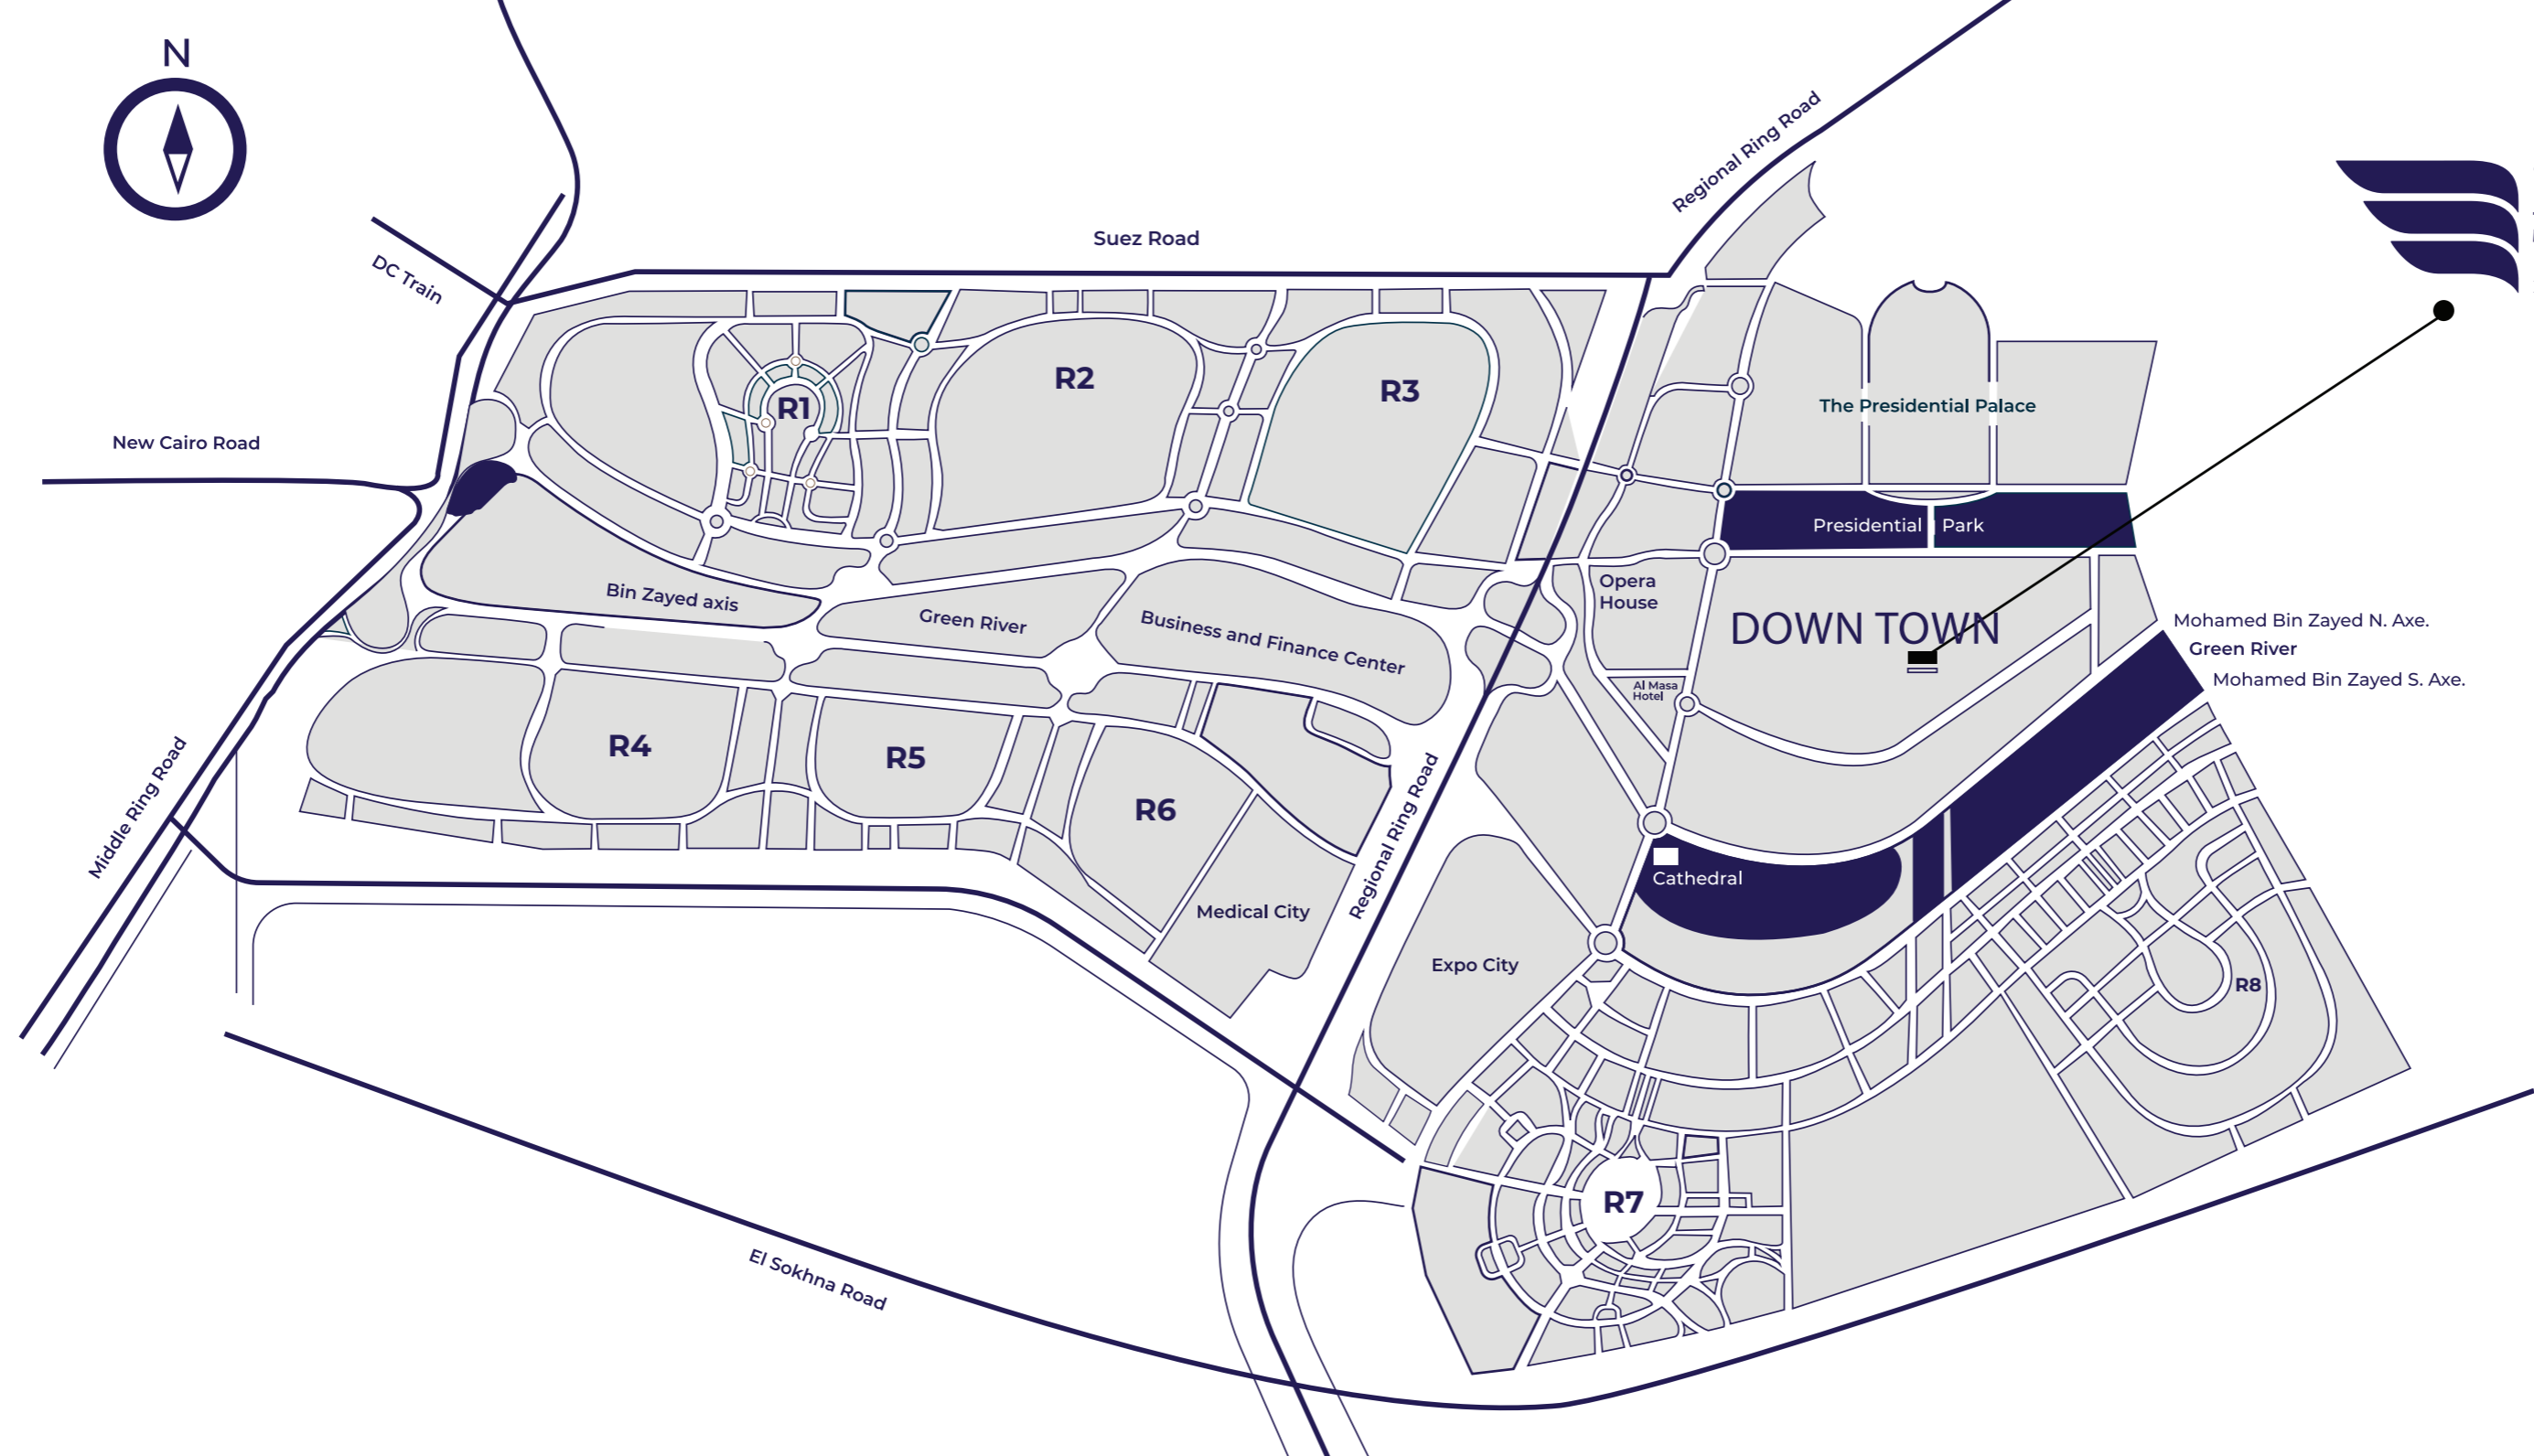 N
Regional Ring Road
Suez Road
DC Train
R2
R3
R1
The Presidential Palace
New Cairo Road
Presidential Park
Opera
House
Bin Zayed axis
Green River
Business and Finance Center
DOWN TOWN
Mohamed Bin Zayed N. Axe.
Green River
Mohamed Bin Zayed S. Axe.
Al Masa
Hotel
R4
R5
R6
Middle Ring Road
Regional Ring Road
Cathedral
Medical City
Expo City
R8
R7
El Sokhna Road